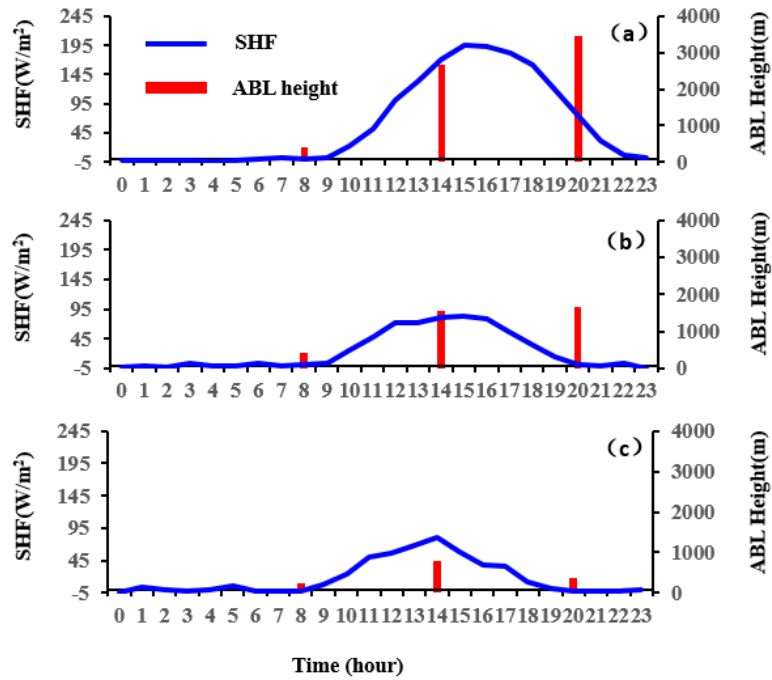 245 4000
195 3000
145
95 2000
45 1000
-5 0
SHF(W/m²)
SHF
ABL height
(a)
ABL Height(m)
0 1 2 3 4 5 6 7 8 9 10 11 12 13 14 15 16 17 18 19 20 21 22 23
245 4000
195 3000
145
95 2000
45 1000
-5 0
SHF(W/m²)
(b)
ABL Height(m)
0 1 2 3 4 5 6 7 8 9 10 11 12 13 14 15 16 17 18 19 20 21 22 23
245 4000
195 3000
145
95 2000
45 1000
-5 0
SHF(W/m²)
(c)
ABL Height(m)
0 1 2 3 4 5 6 7 8 9 10 11 12 13 14 15 16 17 18 19 20 21 22 23
Time (hour)